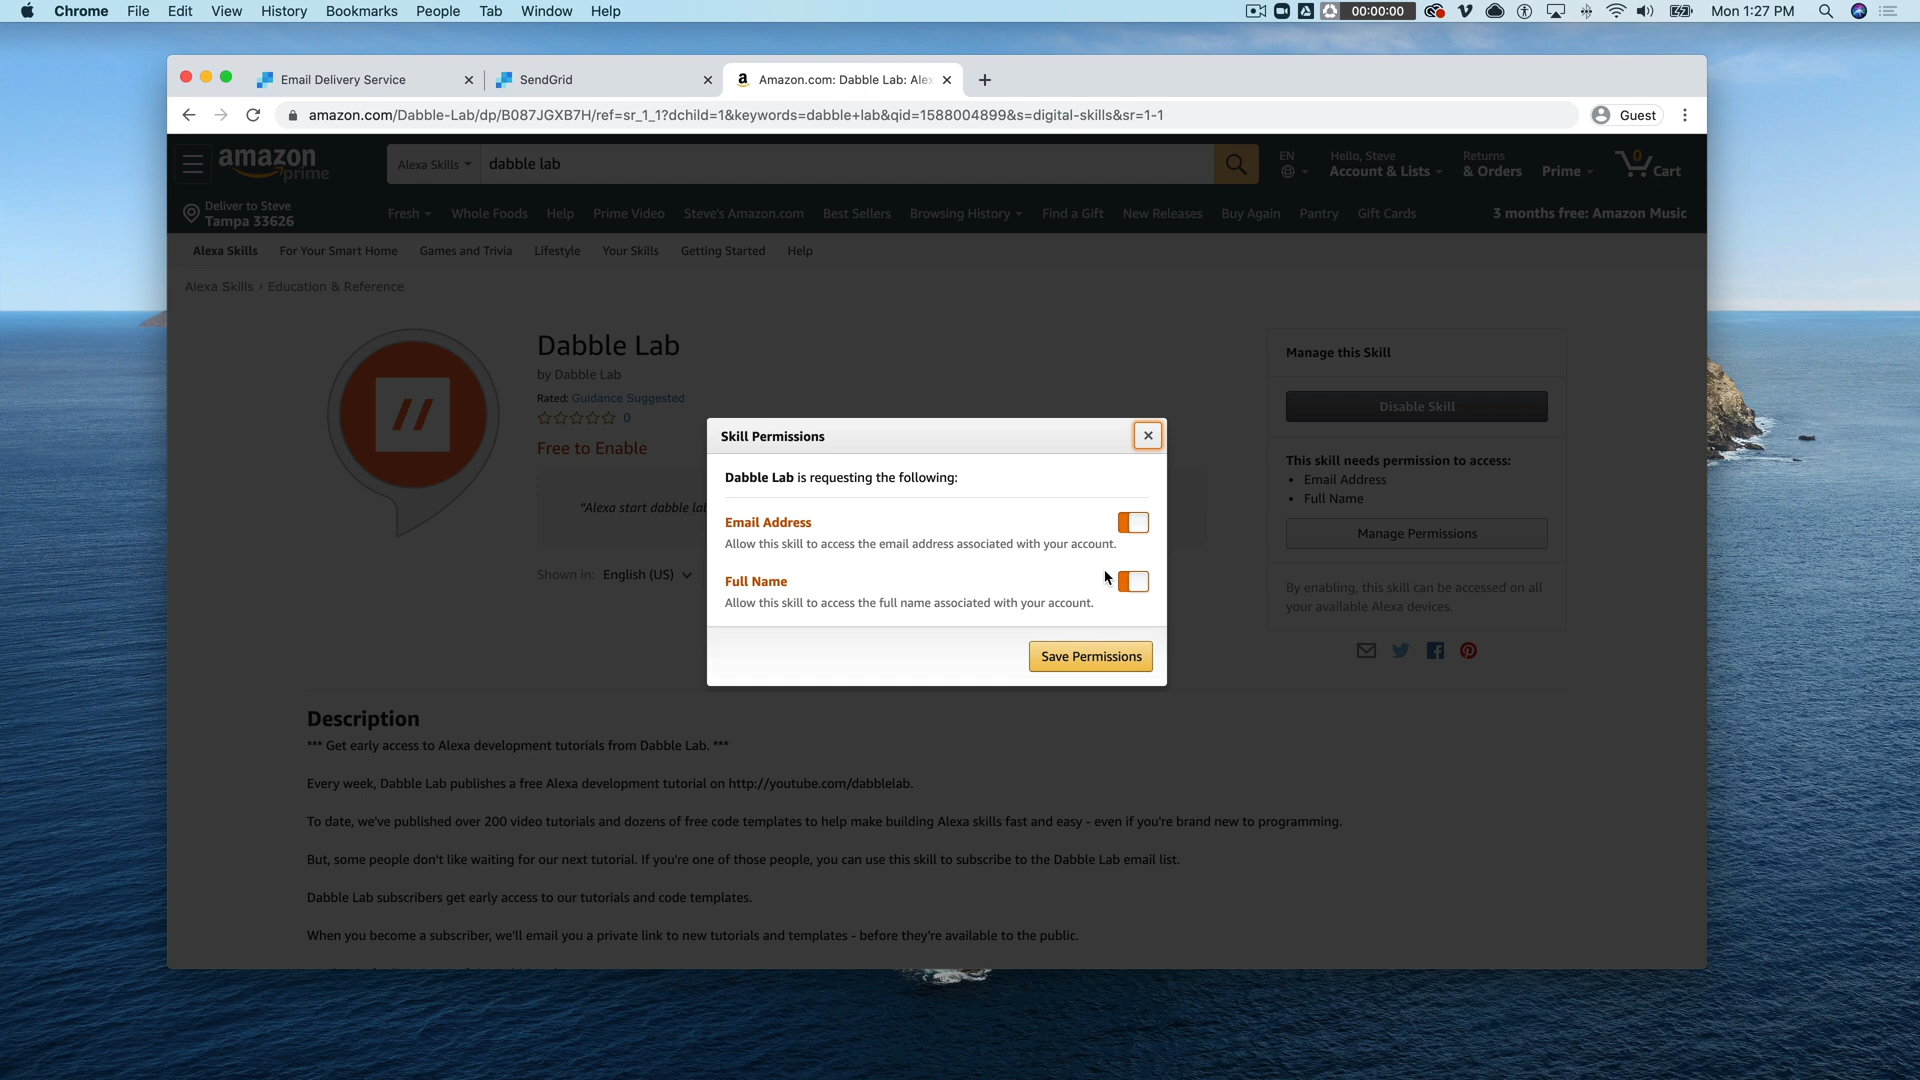 Chrome File Edit View History Bookmarks People Tab Window Help 00:00:00 Mon 1:27 PM
Email Delivery Service SendGrid Amazon.com: Dabble Lab: Ale
amazon.com/Dabble-Lab/dp/B087JGXB7H/ref=sr_1_1?dchild=1&keywords=dabble+lab&qid=1588004899&s=digital-skills&sr=1-1 Guest
amazon prime
Alexa Skills dabble lab
EN
Hello, Steve
Account & Lists
Returns
& Orders
Prime
0
Cart
Deliver to Steve
Tampa 33626
Fresh Whole Foods Help Prime Video Steve's Amazon.com Best Sellers Browsing History Find a Gift New Releases Buy Again Pantry Gift Cards 3 months free: Amazon Music
Alexa Skills For Your Smart Home Games and Trivia Lifestyle Your Skills Getting Started Help
Alexa Skills › Education & Reference
Dabble Lab
by Dabble Lab
Rated: Guidance Suggested
0
Free to Enable
"Alexa start dabble lab
Shown in: English (US)
Skill Permissions
Dabble Lab is requesting the following:
Email Address
Allow this skill to access the email address associated with your account.
Full Name
Allow this skill to access the full name associated with your account.
Save Permissions
Manage this Skill
Disable Skill
This skill needs permission to access:
• Email Address
• Full Name
Manage Permissions
By enabling, this skill can be accessed on all
your available Alexa devices.
Description
*** Get early access to Alexa development tutorials from Dabble Lab. ***
Every week, Dabble Lab publishes a free Alexa development tutorial on http://youtube.com/dabblelab.
To date, we've published over 200 video tutorials and dozens of free code templates to help make building Alexa skills fast and easy - even if you're brand new to programming.
But, some people don't like waiting for our next tutorial. If you're one of those people, you can use this skill to subscribe to the Dabble Lab email list.
Dabble Lab subscribers get early access to our tutorials and code templates.
When you become a subscriber, we'll email you a private link to new tutorials and templates - before they're available to the public.